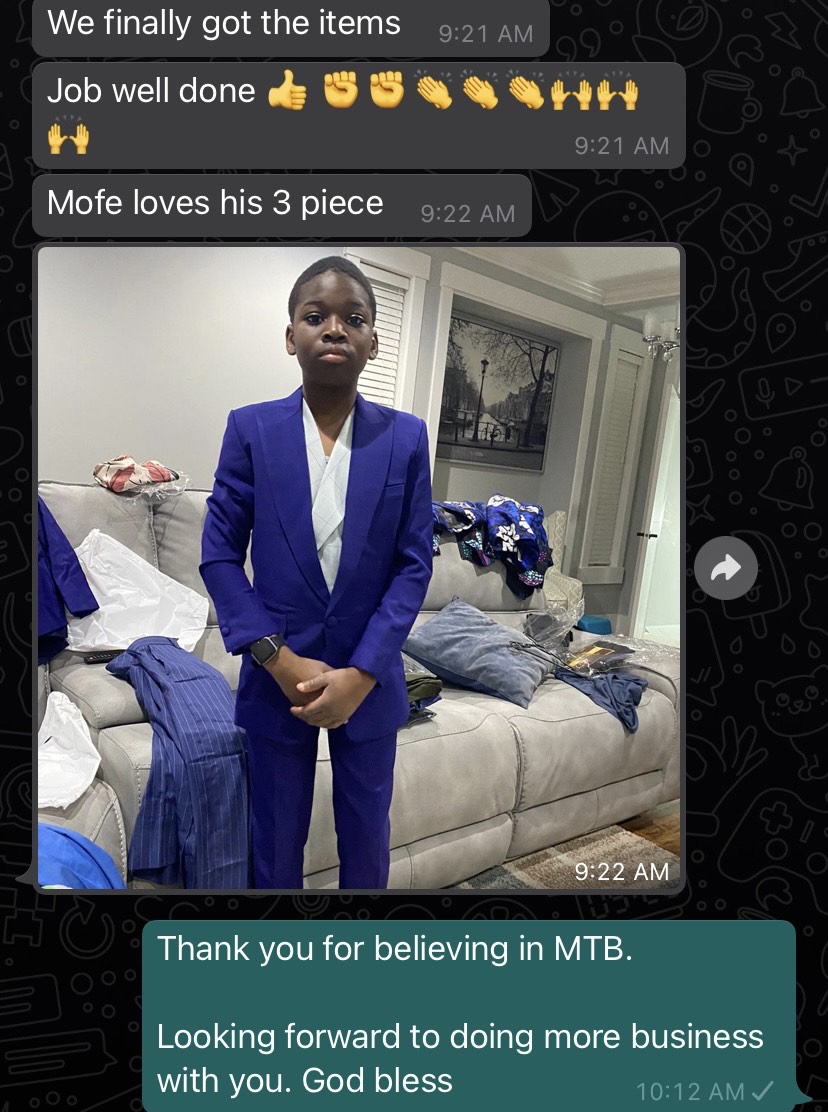 We finally got the items 9:21 AM
Job well done 👍 ✊ ✊ 👏 👏 👏 🙌 🙌
🙌 9:21 AM
Mofe loves his 3 piece 9:22 AM
9:22 AM
Thank you for believing in MTB.
Looking forward to doing more business
with you. God bless 10:12 AM